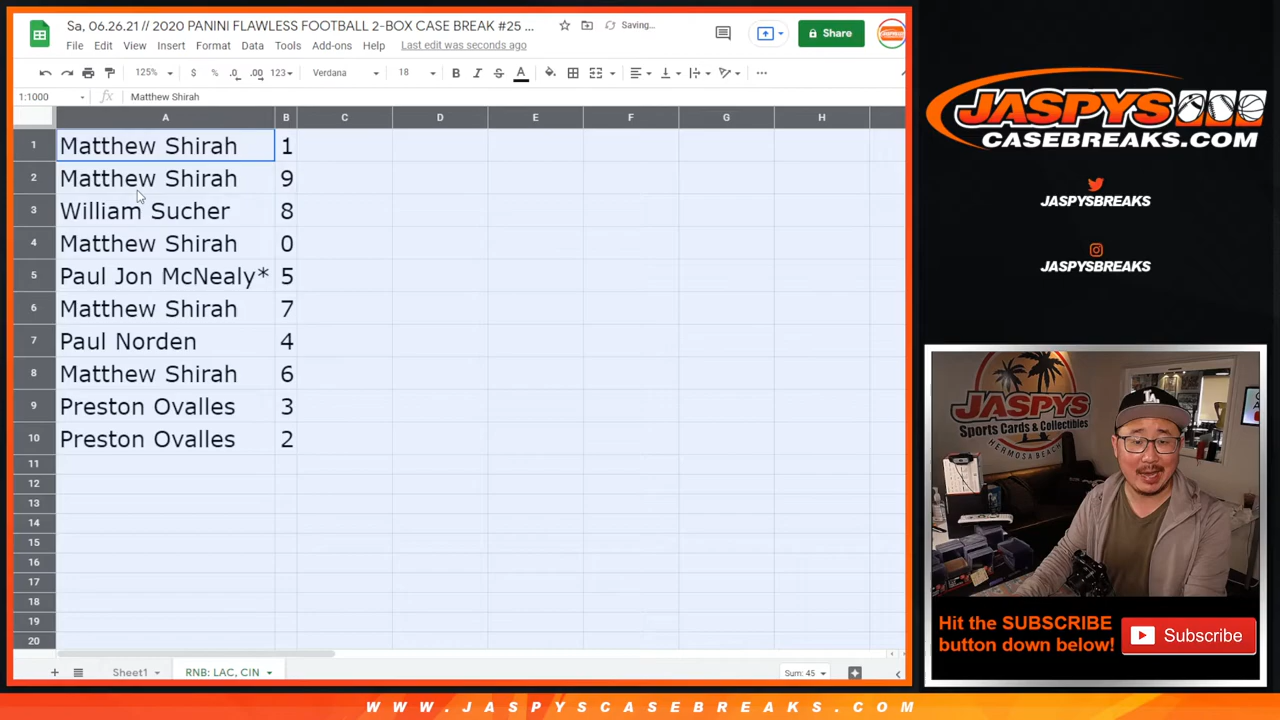 Sa, 06.26.21 // 2020 PANINI FLAWLESS FOOTBALL 2-BOX CASE BREAK #25 ...
Saving...
File Edit View Insert Format Data Tools Add-ons Help Last edit was seconds ago
Share
125% $ % .0 .00 123 Verdana 18 B I S A
1:1000 fx Matthew Shirah
A B C D E F G H
1 Matthew Shirah 1
2 Matthew Shirah 9
3 William Sucher 8
4 Matthew Shirah 0
5 Paul Jon McNealy* 5
6 Matthew Shirah 7
7 Paul Norden 4
8 Matthew Shirah 6
9 Preston Ovalles 3
10 Preston Ovalles 2
11
12
13
14
15
16
17
18
19
20
Sheet1 RNB: LAC, CIN Sum: 45
JASPYS
CASEBREAKS.COM
JASPYSBREAKS
JASPYSBREAKS
JASPYS
Sports Cards & Collectibles
HERMOSA BEACH
LA
Hit the SUBSCRIBE
button down below!
Subscribe
WWW.JASPYSCASEBREAKS.COM